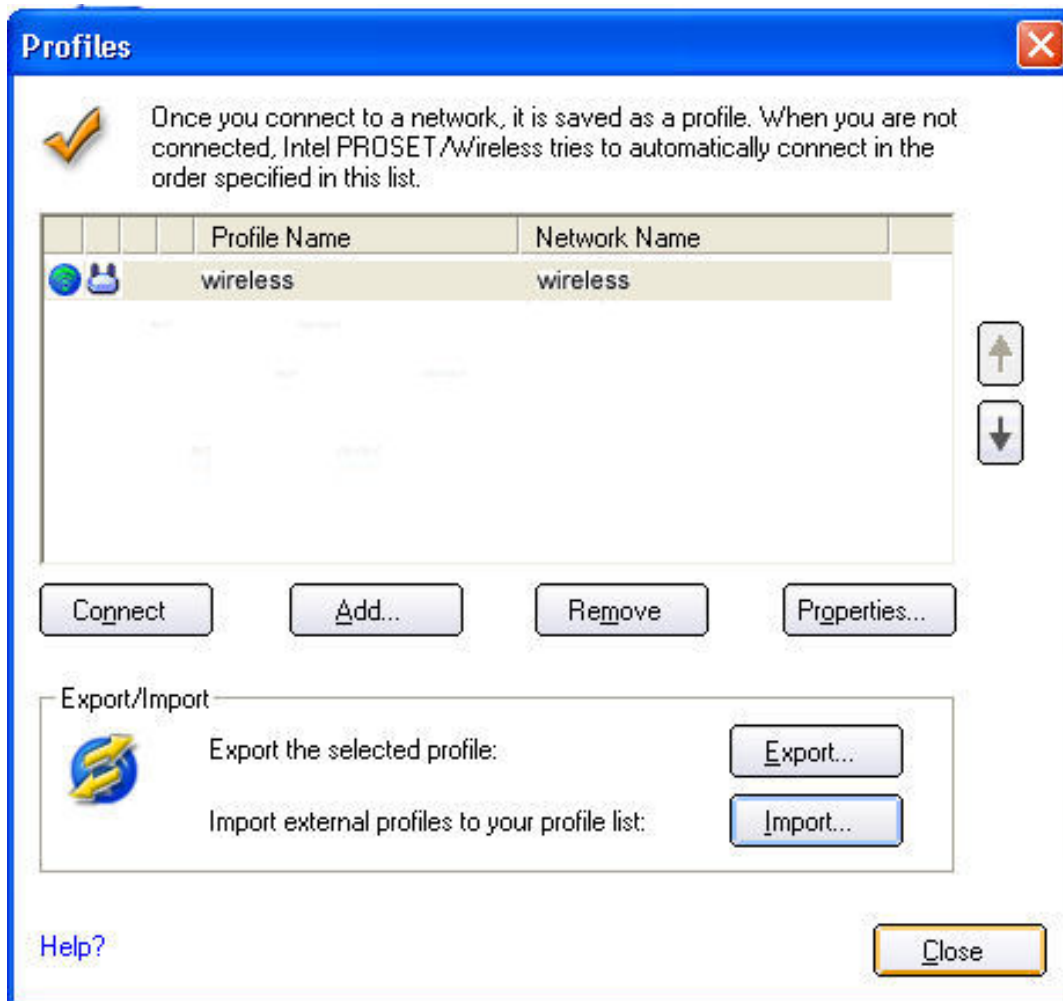 Profiles
Once you connect to a network, it is saved as a profile. When you are not
connected, Intel PROSET/Wireless tries to automatically connect in the
order specified in this list.
Profile Name Network Name
wireless wireless
Connect Add... Remove Properties...
Export/Import
Export the selected profile: Export...
Import external profiles to your profile list: Import...
Help? Close